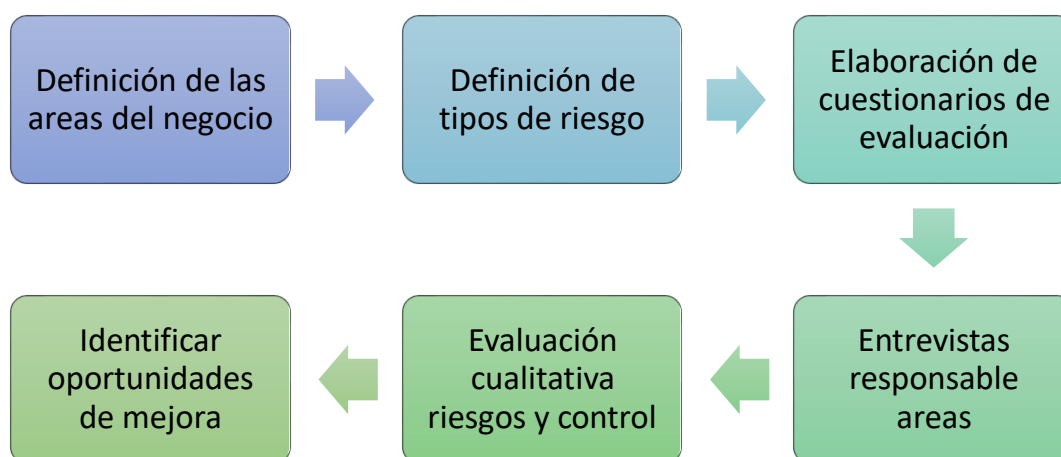 Definición de las
areas del negocio
Definición de
tipos de riesgo
Elaboración de
cuestionarios de
evaluación
Entrevistas
responsable
areas
Evaluación
cualitativa
riesgos y control
Identificar
oportunidades
de mejora